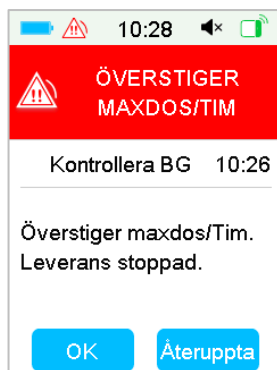 10:28
ÖVERSTIGER
MAXDOS/TIM
Kontrollera BG 10:26
Överstiger maxdos/Tim.
Leverans stoppad.
OK Återuppta